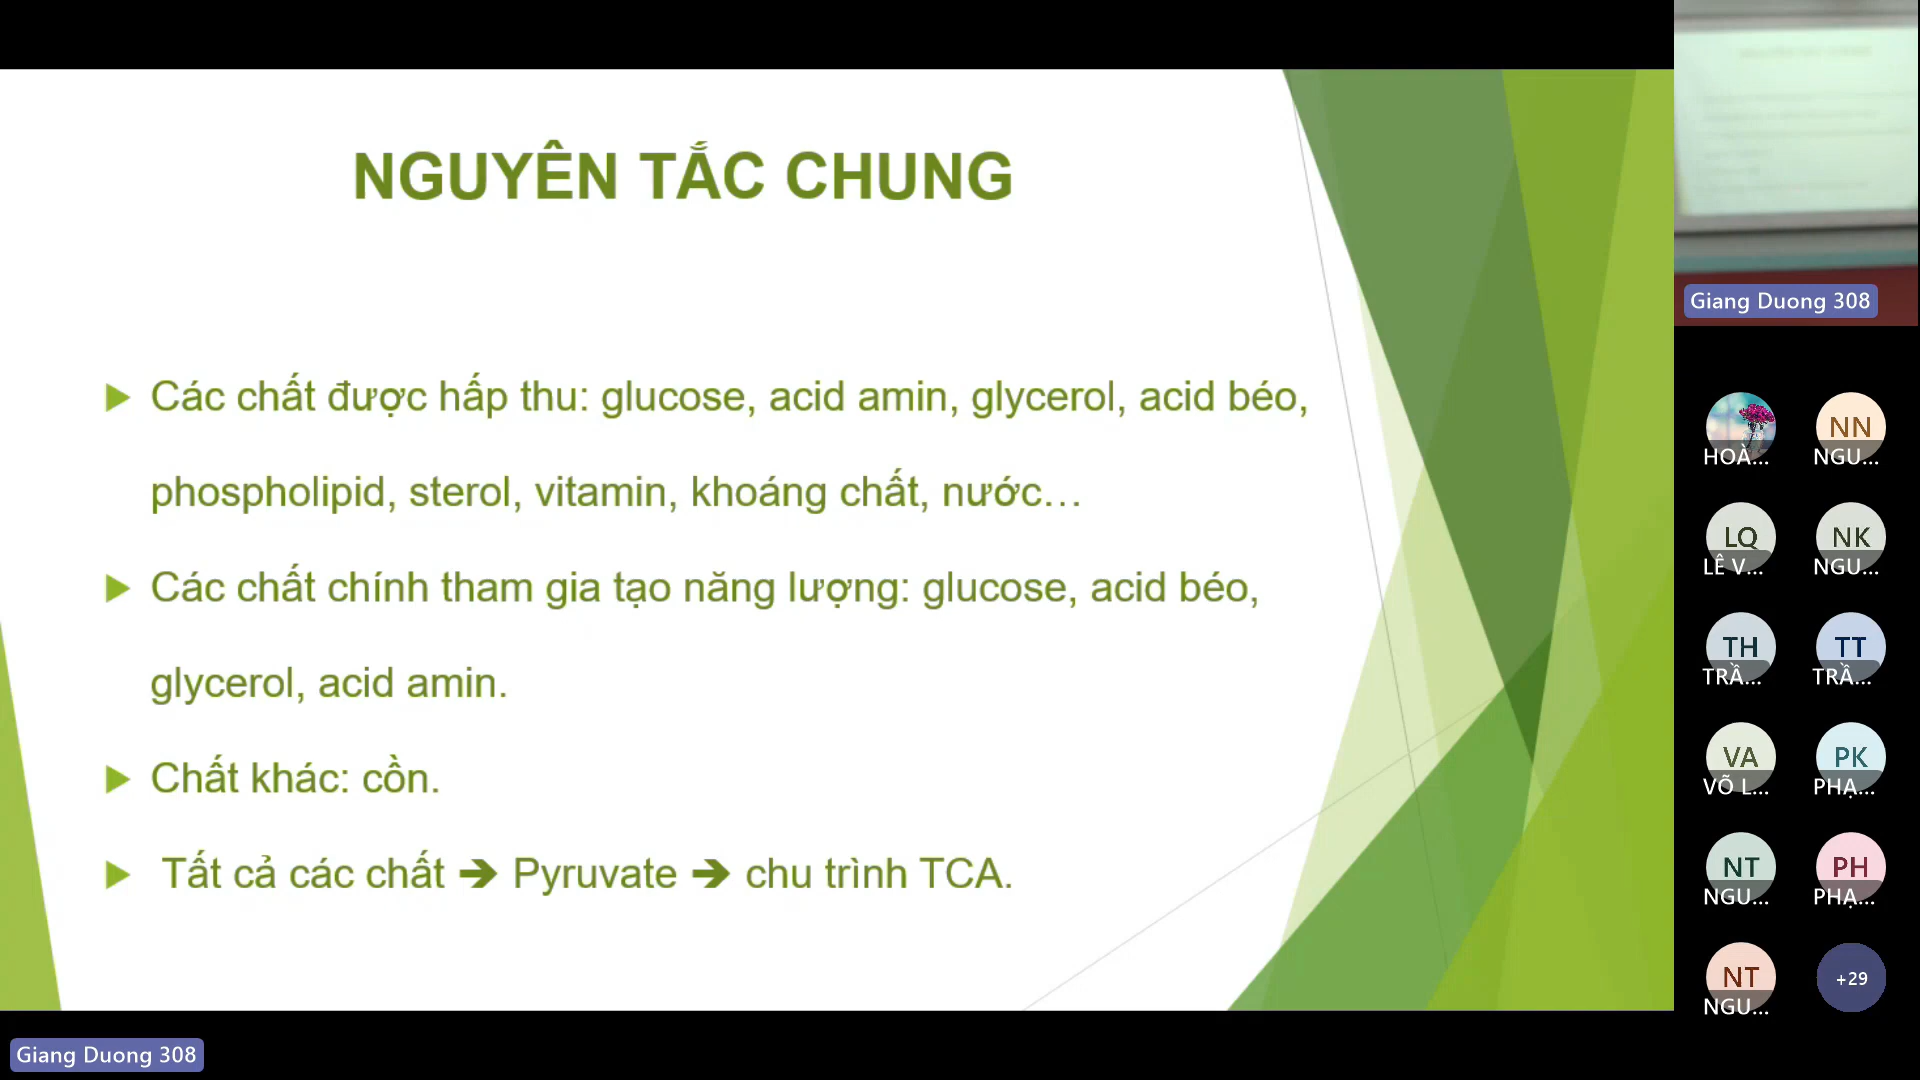 NGUYÊN TẮC CHUNG
Các chất được hấp thu: glucose, acid amin, glycerol, acid béo,
phospholipid, sterol, vitamin, khoáng chất, nước…
Các chất chính tham gia tạo năng lượng: glucose, acid béo,
glycerol, acid amin.
Chất khác: cồn.
Tất cả các chất ➔ Pyruvate ➔ chu trình TCA.
Giang Duong 308
Giang Duong 308
HOÀ...
NN
NGU...
LQ
LÊ V...
NK
NGU...
TH
TRẦ...
TT
TRẦ...
VA
VÕ L...
PK
PHẠ...
NT
NGU...
PH
PHẠ...
NT
NGU...
+29